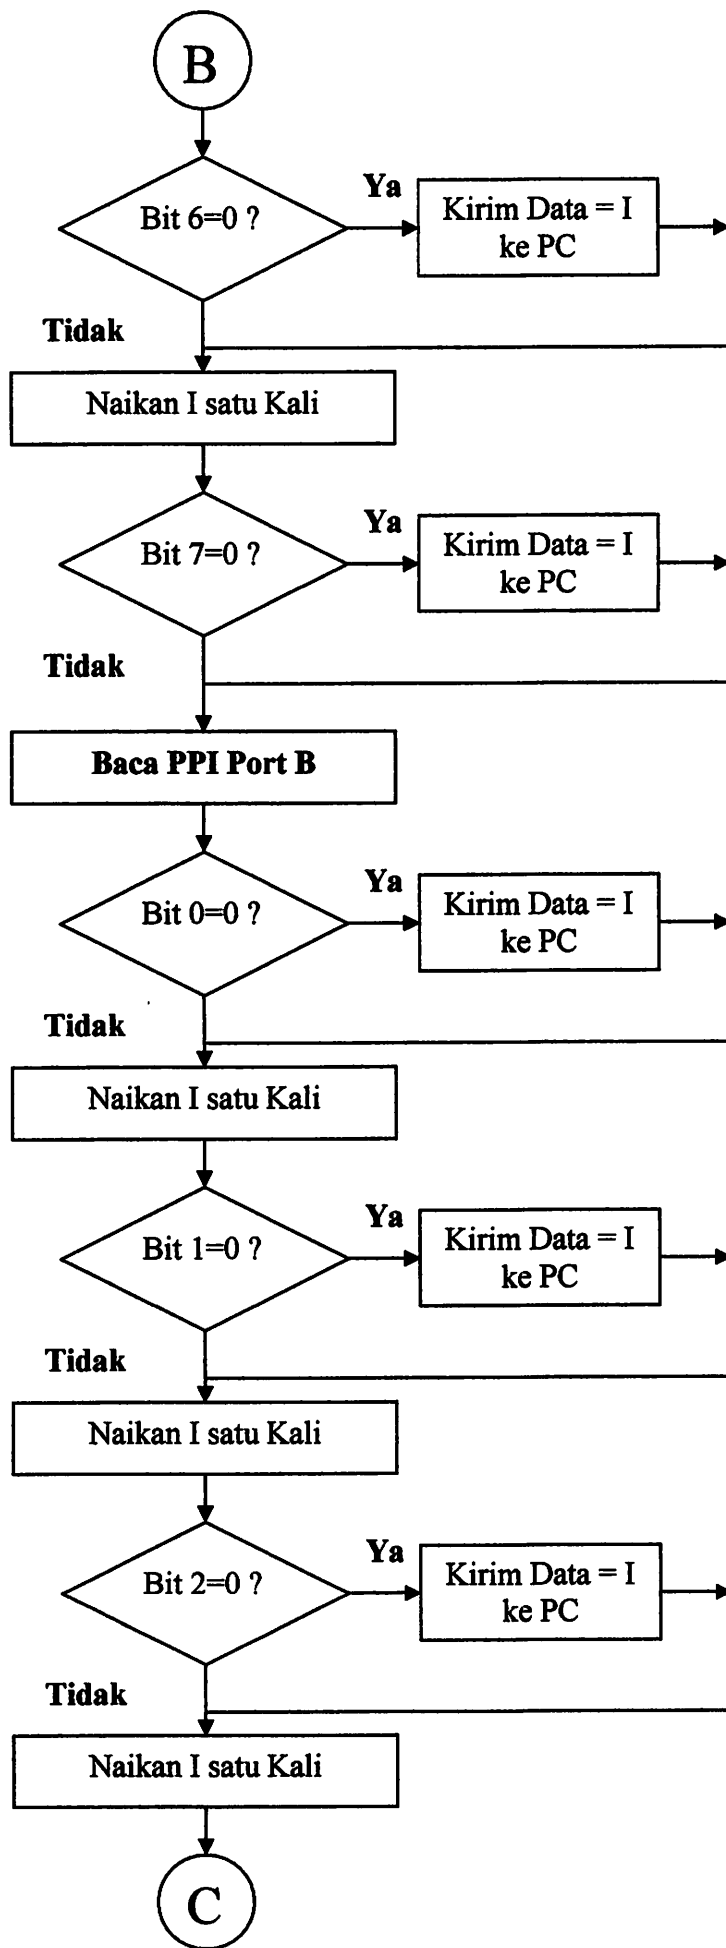 B
Bit 6=0 ?
Ya
Kirim Data = I
ke PC
Tidak
Naikan I satu Kali
Bit 7=0 ?
Ya
Kirim Data = I
ke PC
Tidak
Baca PPI Port B
Bit 0=0 ?
Ya
Kirim Data = I
ke PC
Tidak
Naikan I satu Kali
Bit 1=0 ?
Ya
Kirim Data = I
ke PC
Tidak
Naikan I satu Kali
Bit 2=0 ?
Ya
Kirim Data = I
ke PC
Tidak
Naikan I satu Kali
C